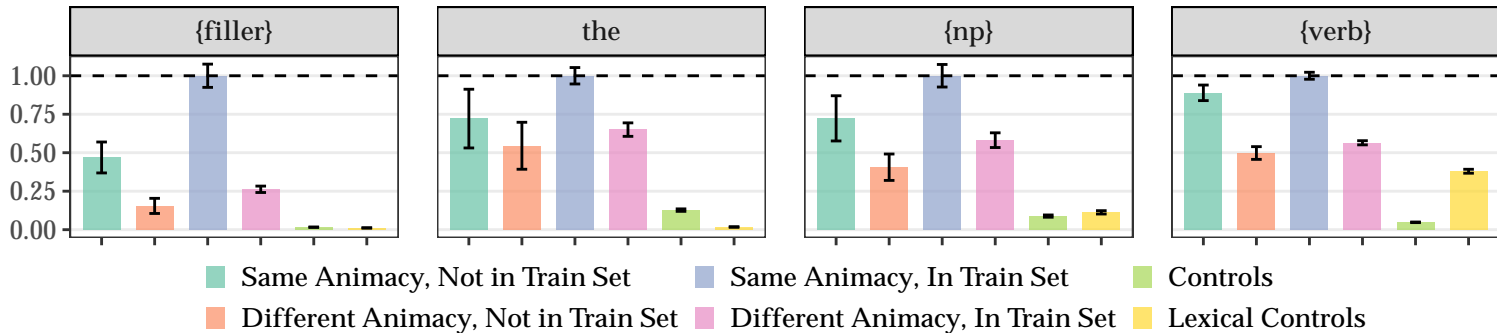 {filler} the {np} {verb}
1.00
0.75
0.50
0.25
0.00
Same Animacy, Not in Train Set Same Animacy, In Train Set Controls
Different Animacy, Not in Train Set Different Animacy, In Train Set Lexical Controls